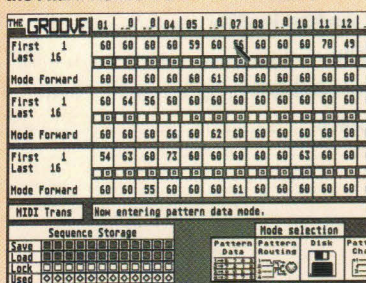 THE GROOVE 01 ..0 ..0 04 05 ..0 07 08 ..0 10 11 12
First 1 60 60 60 60 59 60 60 60 60 70 49
Last 16
Mode Forward 60 60 60 60 60 61 60 60 60 60 60 60
First 1 60 64 56 60 60 60 60 60 60 60 60 60
Last 16
Mode Forward 60 60 60 66 60 62 60 60 60 60 60 60
First 1 54 63 60 73 60 60 60 60 60 63 60 60
Last 16
Mode Forward 60 60 55 60 60 60 61 60 60 60 60 60
MIDI Trans Now entering pattern data mode.
Sequence Storage
Save
Load
Lock
Used
Mode selection
Pattern Data
Pattern Routing
Disk